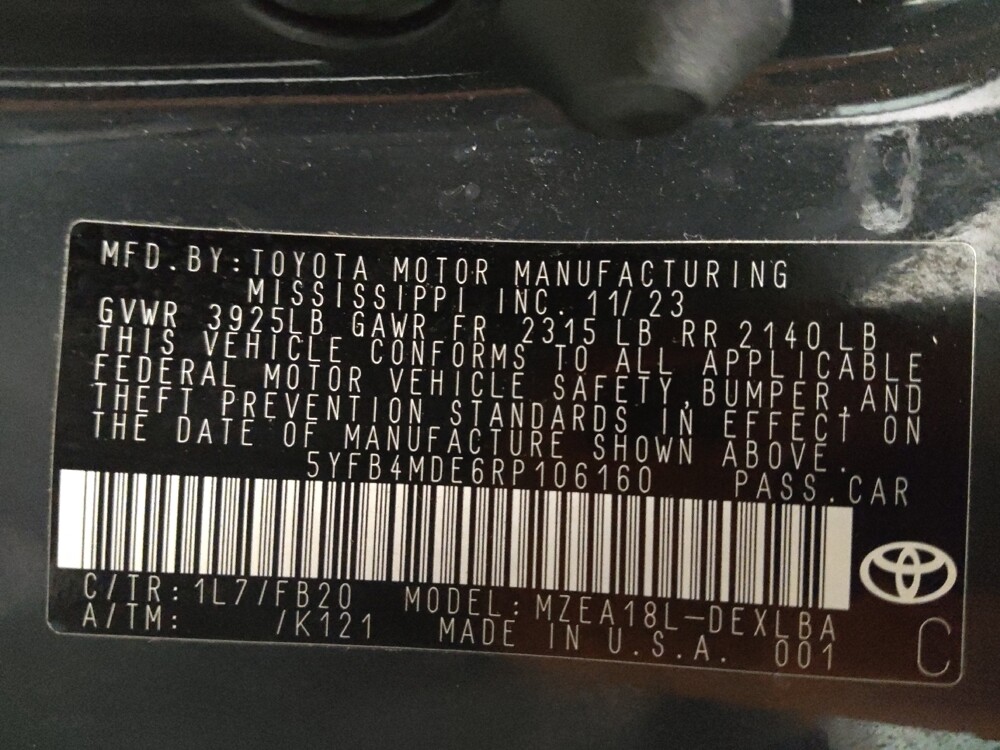 MFD.BY:TOYOTA MOTOR MANUFACTURING
MISSISSIPPI INC. 11/23
GVWR 3925LB GAWR FR 2315 LB RR 2140 LB
THIS VEHICLE CONFORMS TO ALL APPLICABLE
FEDERAL MOTOR VEHICLE SAFETY,BUMPER,AND
THEFT PREVENTION STANDARDS IN EFFECT ON
THE DATE OF MANUFACTURE SHOWN ABOVE.
5YFB4MDE6RP106160 PASS.CAR
C/TR:1L7/FB20 MODEL:MZEA18L-DEXLBA
A/TM: /K121 MADE IN U.S.A. 001 C